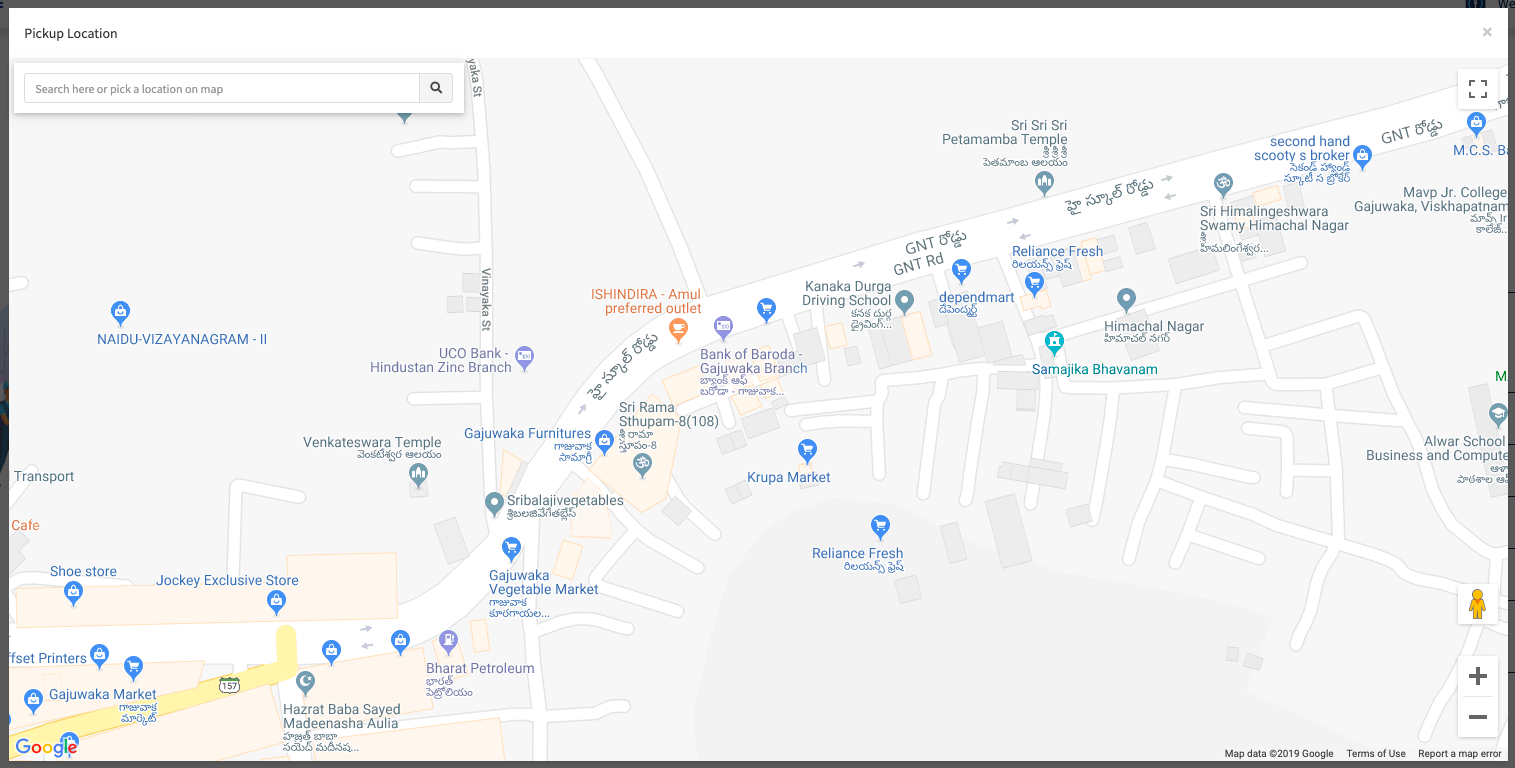 We
Pickup Location
×
Search here or pick a location on map
yaka St
Sri Sri Sri
Petamamba Temple
శ్రీ శ్రీ శ్రీ
పెతమాంబ ఆలయం
GNT రోడ్డు
second hand
scooty s broker
సెకండ్ హ్యాండ్
స్కూటీ స బ్రోకేర్
M.C.S. Ba
హై స్కూల్ రోడ్డు
Mavp Jr. College
Gajuwaka, Viskhapatnam
Sri Himalingeshwara
Swamy Himachal Nagar
శ్రీ
హిమలింగేశ్వర...
GNT రోడ్డు
GNT Rd
Reliance Fresh
రిలయన్స్ ఫ్రెష్
Vinayaka St
ISHINDIRA - Amul
preferred outlet
Kanaka Durga
Driving School
కనక దుర్గ
డ్రైవింగ్...
dependmart
దేపెంద్మర్ట్
Himachal Nagar
హిమాచల్ నగర్
NAIDU-VIZAYANAGRAM - II
UCO Bank -
Hindustan Zinc Branch
హై స్కూల్ రోడ్డు
Bank of Baroda -
Gajuwaka Branch
బ్యాంక్ ఆఫ్
బరోడా - గాజువాక...
Samajika Bhavanam
Sri Rama
Sthupam-8(108)
శ్రీ రామా
స్తూపం-8
Gajuwaka Furnitures
గాజువాక
సామాగ్రీ
Venkateswara Temple
వెంకటేశ్వర ఆలయం
Alwar School
Business and Compute
Transport
Krupa Market
Sribalajivegetables
శ్రిబలజివేగేతబ్లేస్
Cafe
Reliance Fresh
రిలయన్స్ ఫ్రెష్
Shoe store
Jockey Exclusive Store
Gajuwaka
Vegetable Market
గాజువాక
కూరగాయల...
ffset Printers
Bharat Petroleum
భారత్
పెట్రోలియం
157
Gajuwaka Market
గాజువాక
మార్కెట్
Hazrat Baba Sayed
Madeenasha Aulia
హజ్రత్ బాబా
సయెద్ మదీనష...
Google
Map data ©2019 Google
Terms of Use
Report a map error